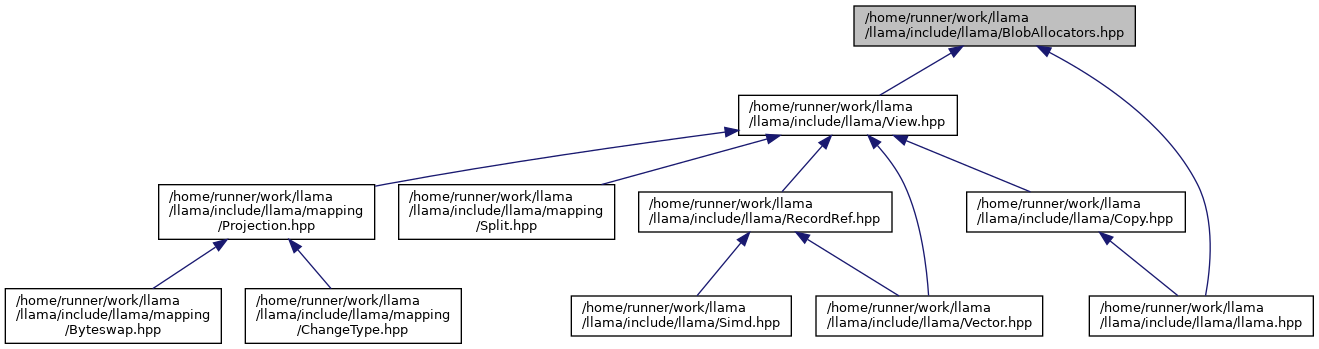 /home/runner/work/llama
/llama/include/llama/BlobAllocators.hpp
/home/runner/work/llama
/llama/include/llama/View.hpp
/home/runner/work/llama
/llama/include/llama/mapping
/Projection.hpp
/home/runner/work/llama
/llama/include/llama/mapping
/Split.hpp
/home/runner/work/llama
/llama/include/llama/RecordRef.hpp
/home/runner/work/llama
/llama/include/llama/Copy.hpp
/home/runner/work/llama
/llama/include/llama/mapping
/Byteswap.hpp
/home/runner/work/llama
/llama/include/llama/mapping
/ChangeType.hpp
/home/runner/work/llama
/llama/include/llama/Simd.hpp
/home/runner/work/llama
/llama/include/llama/Vector.hpp
/home/runner/work/llama
/llama/include/llama/llama.hpp